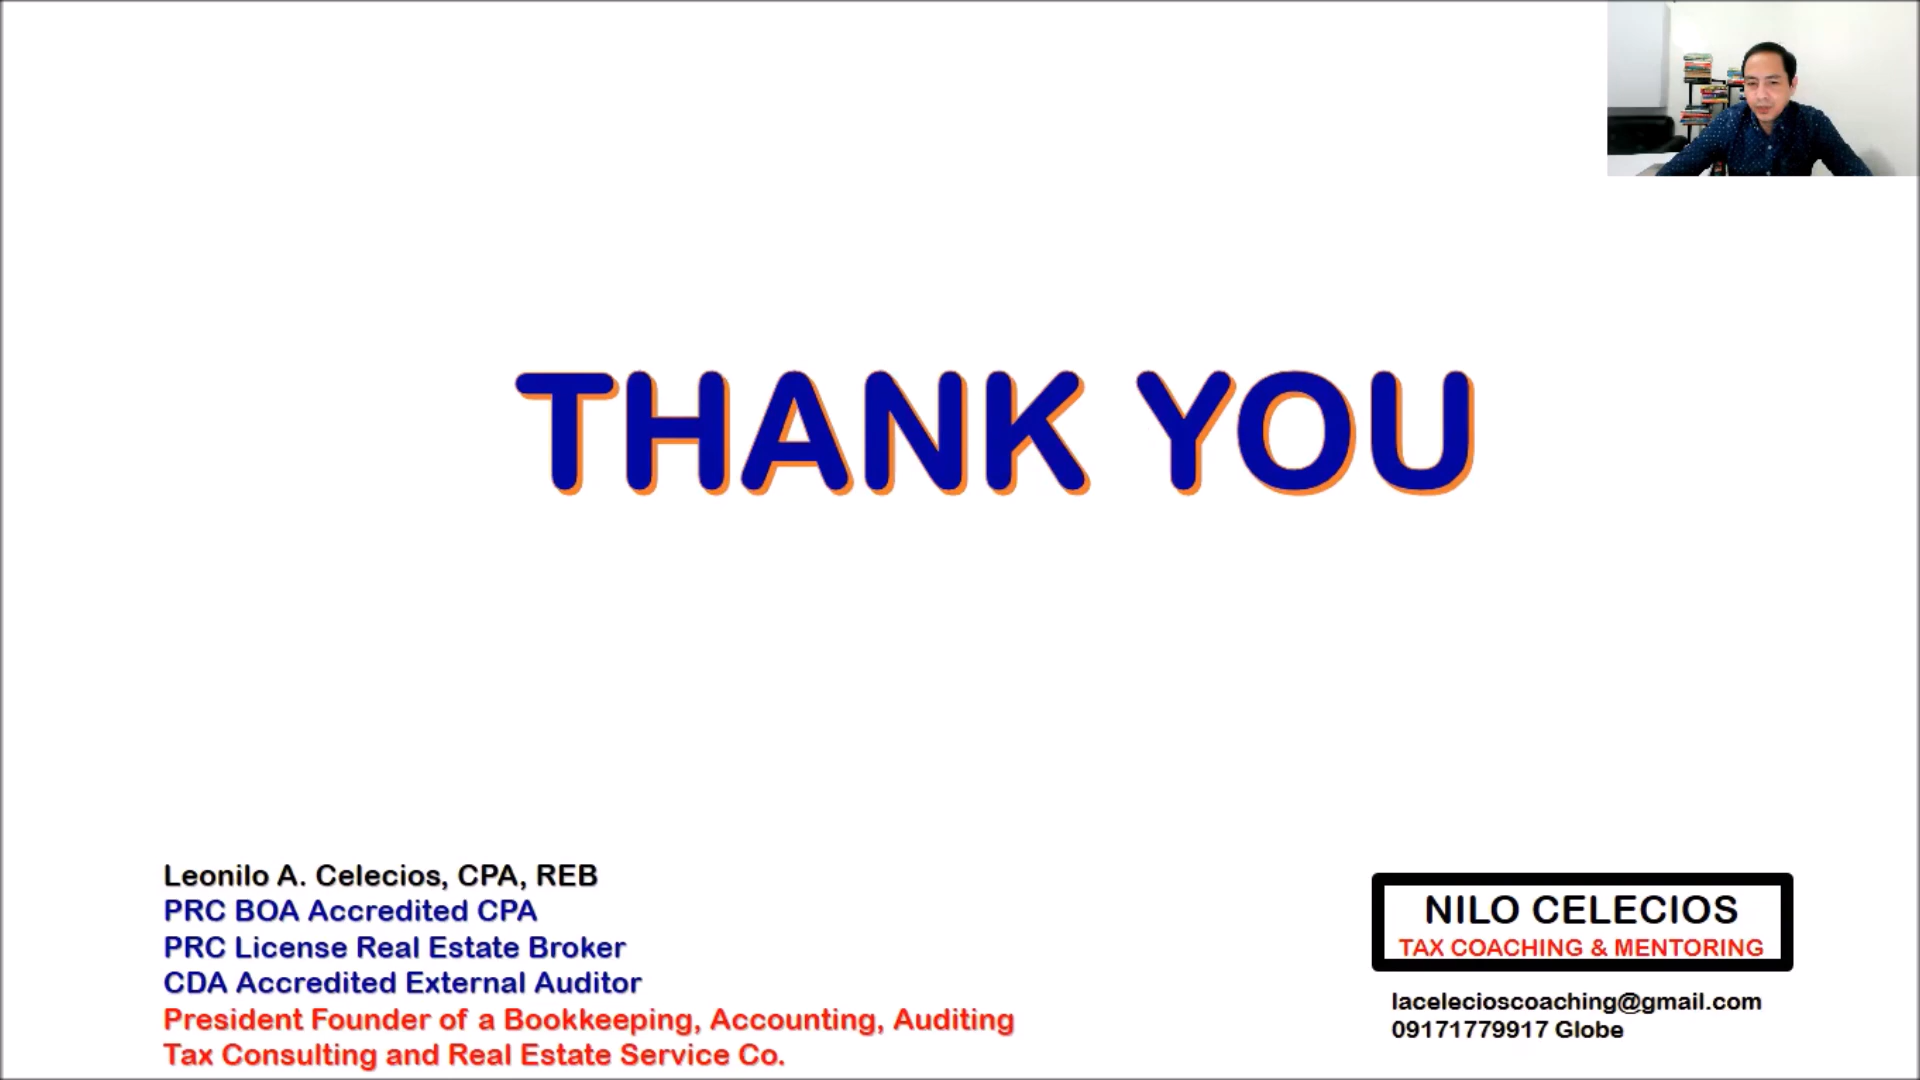 THANK YOU
Leonilo A. Celecios, CPA, REB
PRC BOA Accredited CPA
PRC License Real Estate Broker
CDA Accredited External Auditor
President Founder of a Bookkeeping, Accounting, Auditing
Tax Consulting and Real Estate Service Co.
NILO CELECIOS
TAX COACHING & MENTORING
lacelecioscoaching@gmail.com
09171779917 Globe